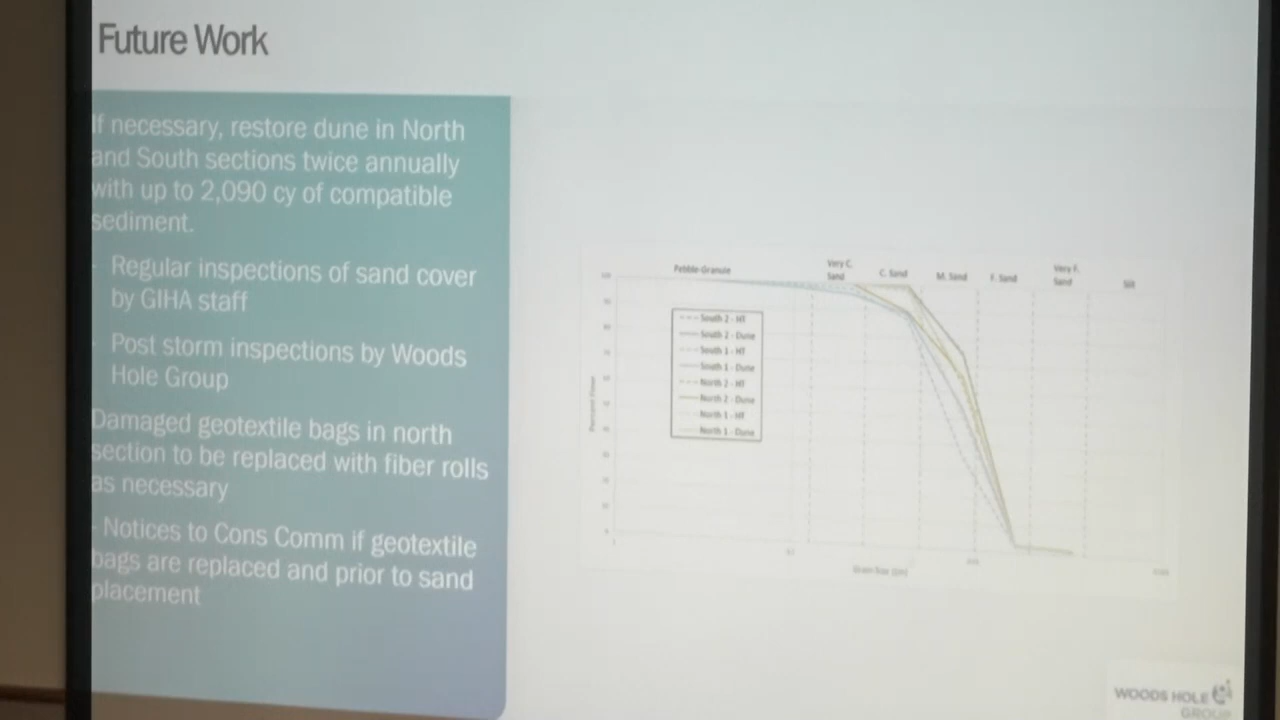 Future Work
If necessary, restore dune in North
and South sections twice annually
with up to 2,090 cy of compatible
sediment.
- Regular inspections of sand cover
by GIHA staff
- Post storm inspections by Woods
Hole Group
Damaged geotextile bags in north
section to be replaced with fiber rolls
as necessary
- Notices to Cons Comm if geotextile
bags are replaced and prior to sand
placement
Pebble-Granule
Very C.
Sand
C. Sand
M. Sand
F. Sand
Very F.
Sand
Silt
South 2 - HT
South 2 - Dune
South 1 - HT
South 1 - Dune
North 2 - HT
North 2 - Dune
North 1 - HT
North 1 - Dune
WOODS HOLE
GROUP